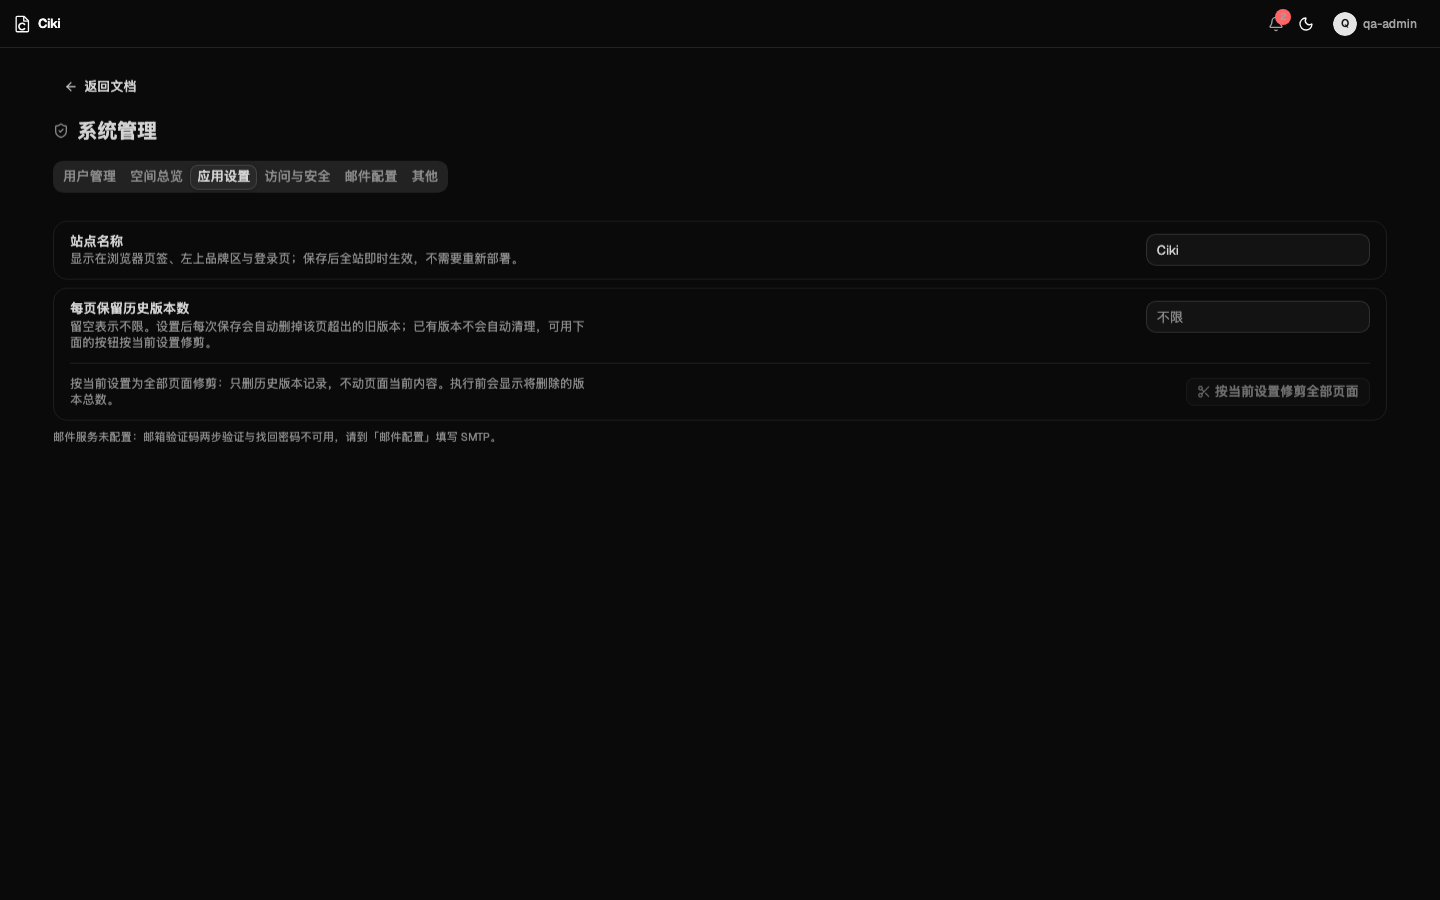 Ciki
Q qa-admin
返回文档
系统管理
用户管理 空间总览 应用设置 访问与安全 邮件配置 其他
站点名称
显示在浏览器页签、左上品牌区与登录页；保存后全站即时生效，不需要重新部署。
Ciki
每页保留历史版本数
留空表示不限。设置后每次保存会自动删掉该页超出的旧版本；已有版本不会自动清理，可用下
面的按钮按当前设置修剪。
不限
按当前设置为全部页面修剪：只删历史版本记录，不动页面当前内容。执行前会显示将删除的版
本总数。
按当前设置修剪全部页面
邮件服务未配置：邮箱验证码两步验证与找回密码不可用，请到「邮件配置」填写 SMTP。